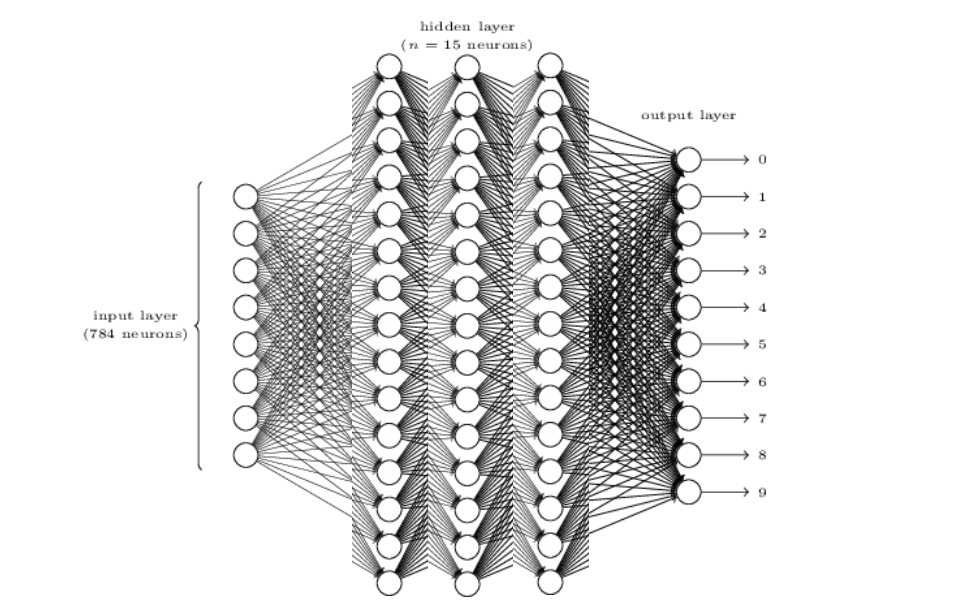 hidden layer
(n = 15 neurons)
output layer
0
1
2
3
input layer
(784 neurons)
4
5
6
7
8
9